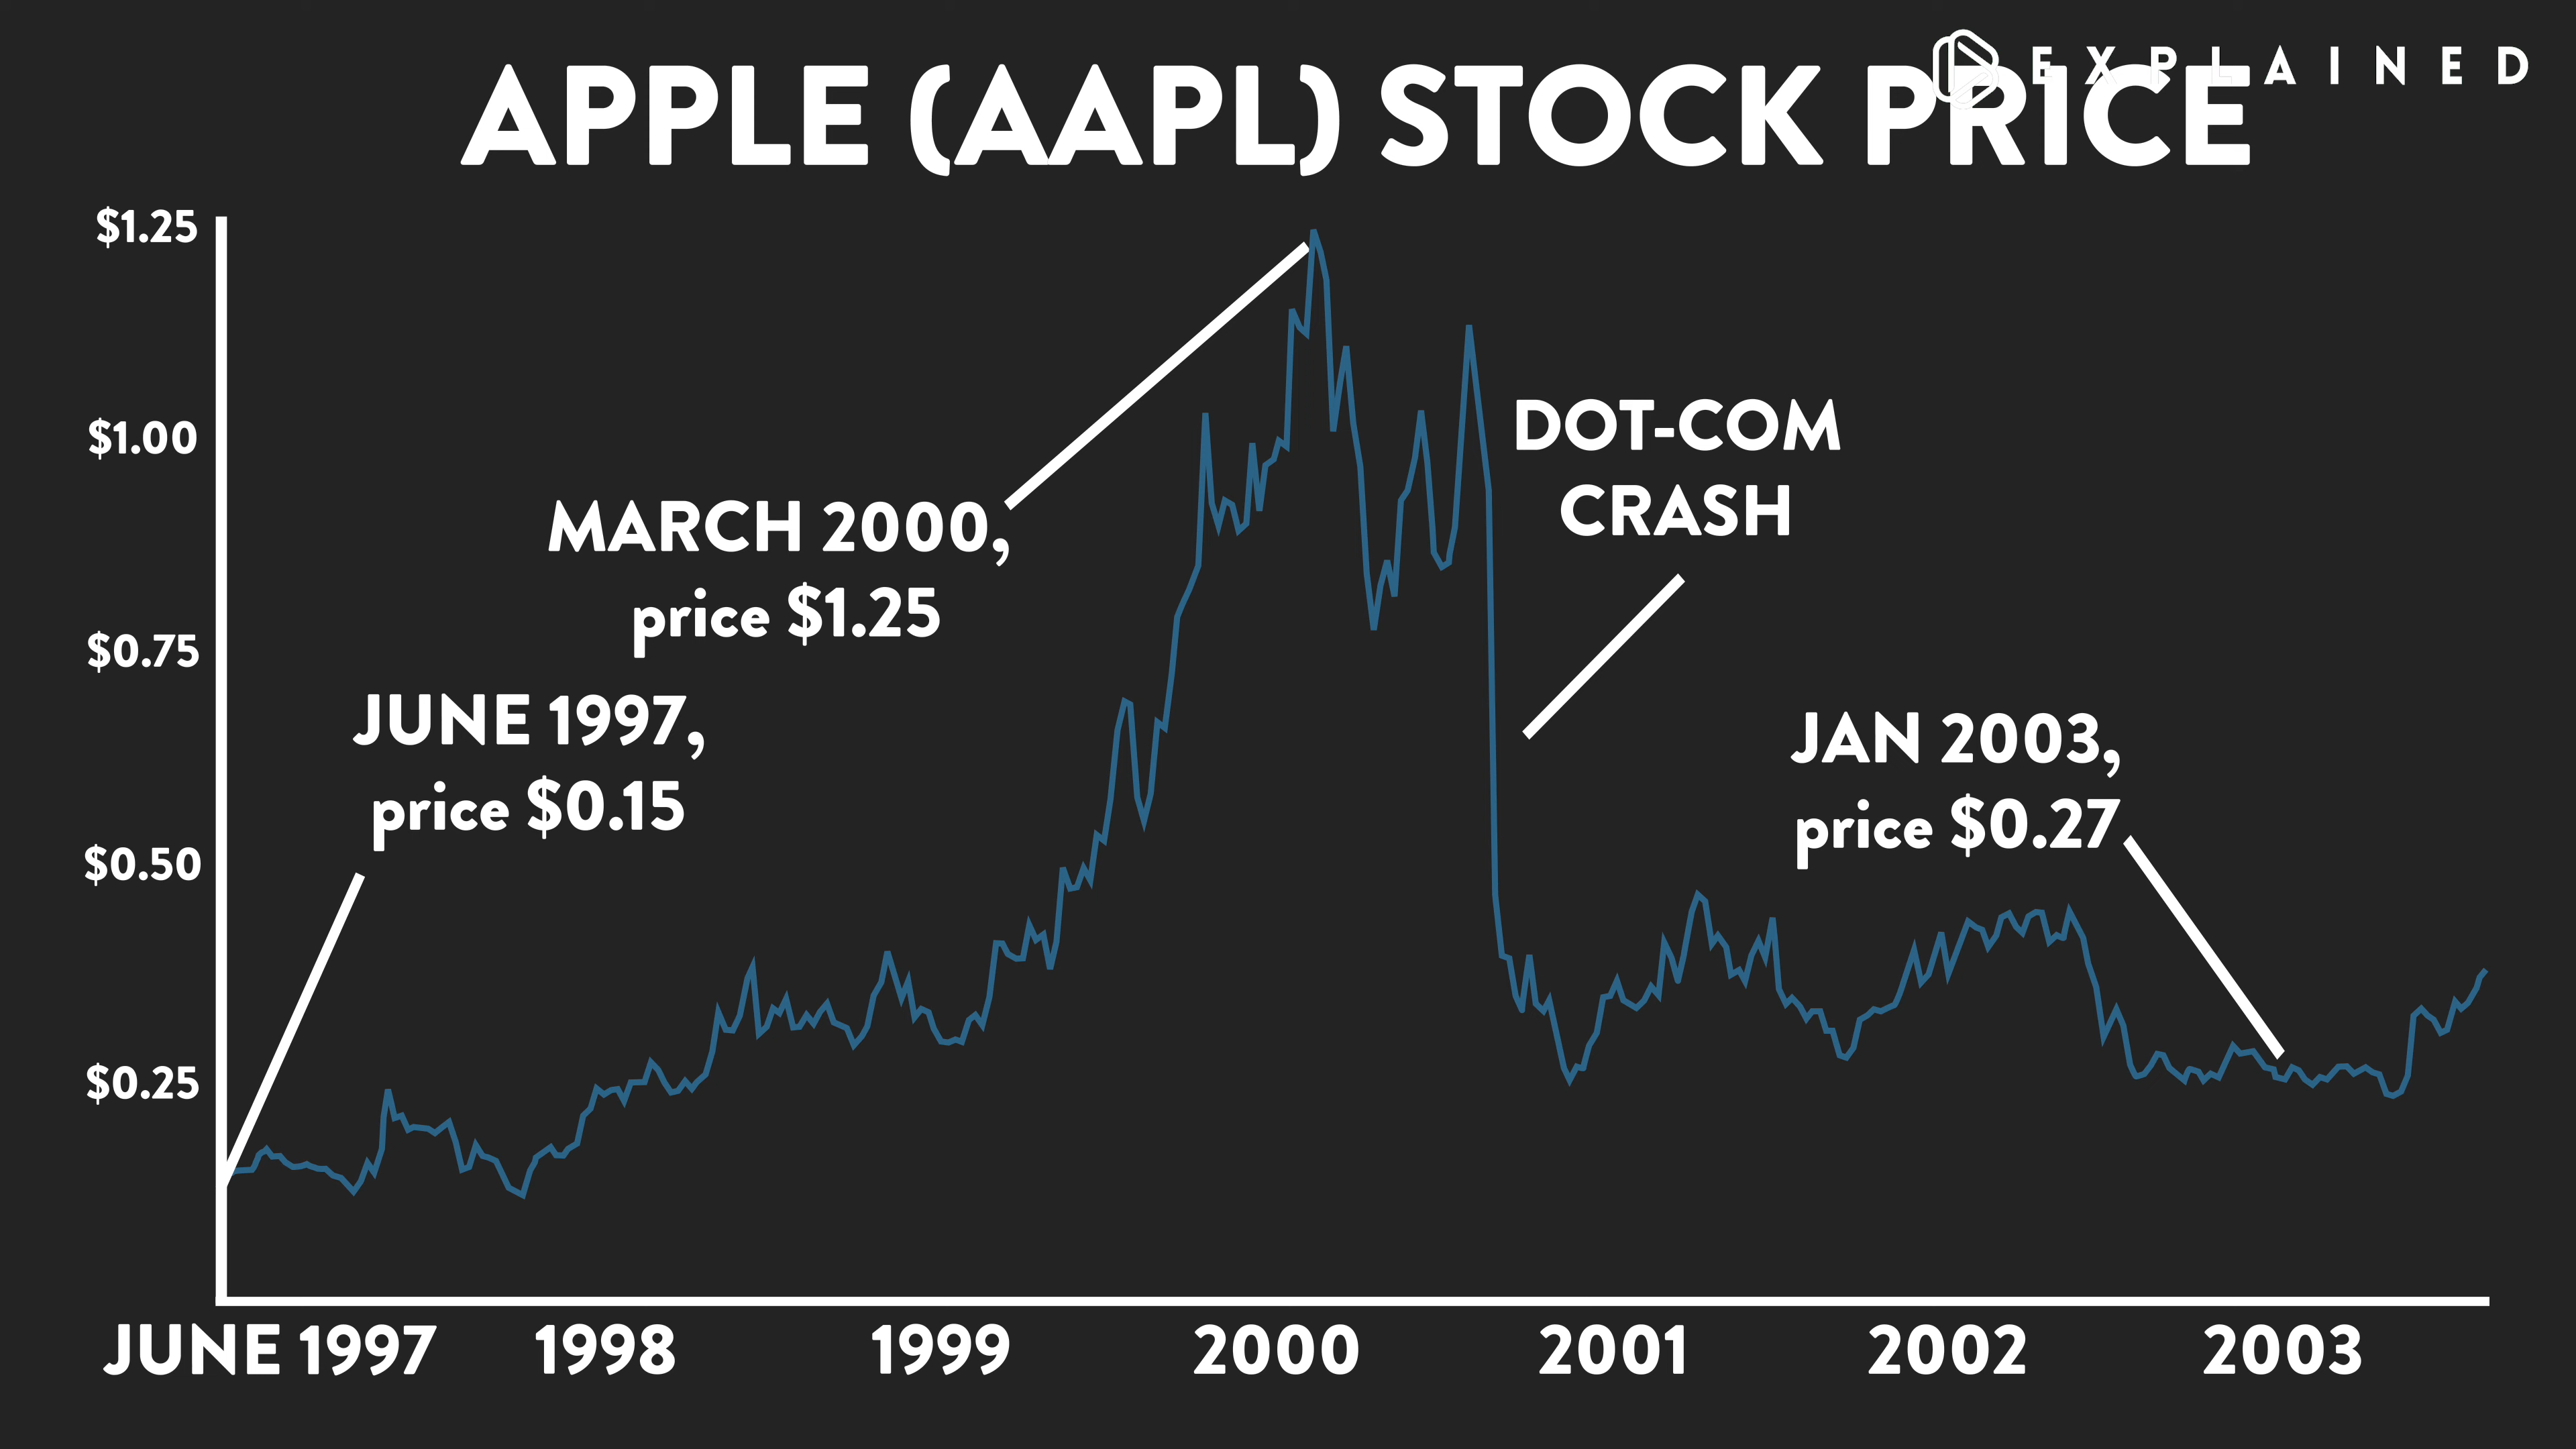 APPLE (AAPL) STOCK PRICE
EXPLAINED
$1.25
$1.00
$0.75
$0.50
$0.25
MARCH 2000,
price $1.25
JUNE 1997,
price $0.15
DOT-COM
CRASH
JAN 2003,
price $0.27
JUNE 1997
1998
1999
2000
2001
2002
2003